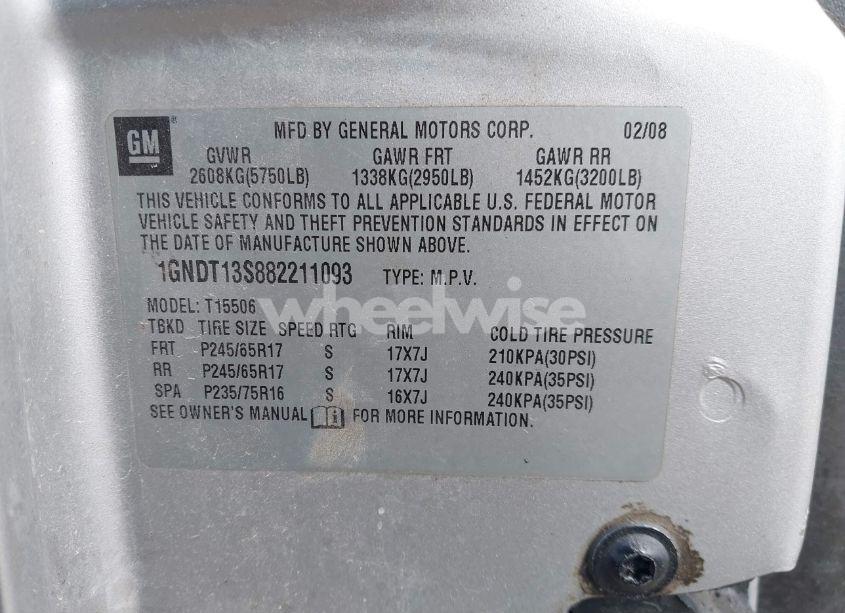 GM
MFD BY GENERAL MOTORS CORP. 02/08
GVWR GAWR FRT GAWR RR
2608KG(5750LB) 1338KG(2950LB) 1452KG(3200LB)
THIS VEHICLE CONFORMS TO ALL APPLICABLE U.S. FEDERAL MOTOR
VEHICLE SAFETY AND THEFT PREVENTION STANDARDS IN EFFECT ON
THE DATE OF MANUFACTURE SHOWN ABOVE.
1GNDT13S882211093 TYPE: M.P.V.
MODEL: T15506
wheelwise
TBKD TIRE SIZE SPEED RTG RIM COLD TIRE PRESSURE
FRT P245/65R17 S 17X7J 210KPA(30PSI)
RR P245/65R17 S 17X7J 240KPA(35PSI)
SPA P235/75R16 S 16X7J 240KPA(35PSI)
SEE OWNER'S MANUAL FOR MORE INFORMATION.